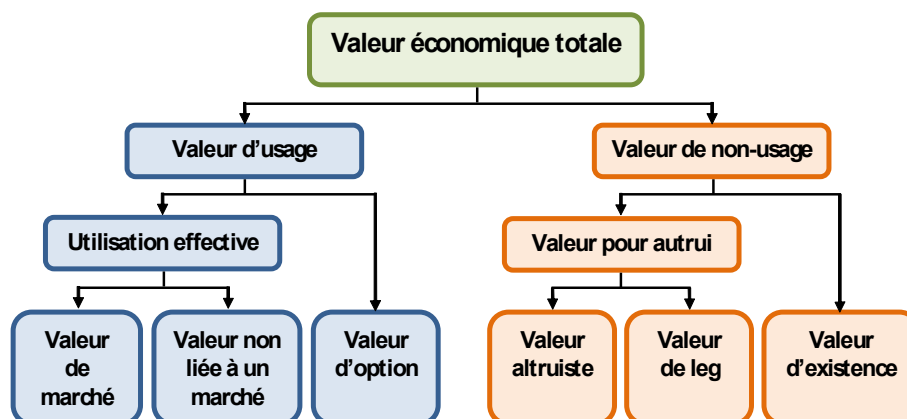 Valeur économique totale
Valeur d'usage
Valeur de non-usage
Utilisation effective
Valeur pour autrui
Valeur
de
marché
Valeur non
liée à un
marché
Valeur
d'option
Valeur
altruiste
Valeur
de leg
Valeur
d'existence